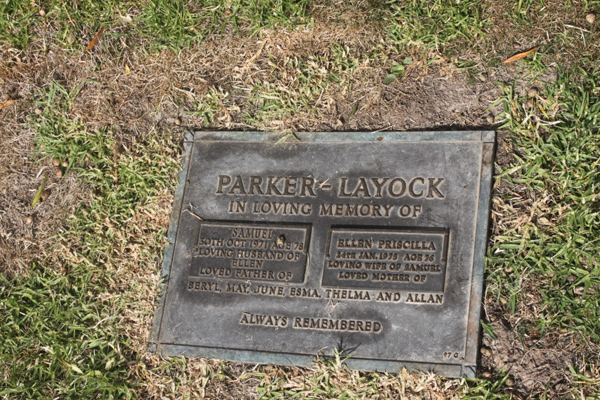 PARKER-LAYOCK
IN LOVING MEMORY OF
SAMUEL
30TH OCT 1971 AGE 78
LOVING HUSBAND OF
ELLEN
LOVED FATHER OF
ELLEN PRISCILLA
24TH JAN. 1975 AGE
LOVING WIFE OF SAMUEL
LOVED MOTHER OF
BERYL, MAY, JUNE, ESMA, THELMA AND ALLAN
ALWAYS REMEMBERED